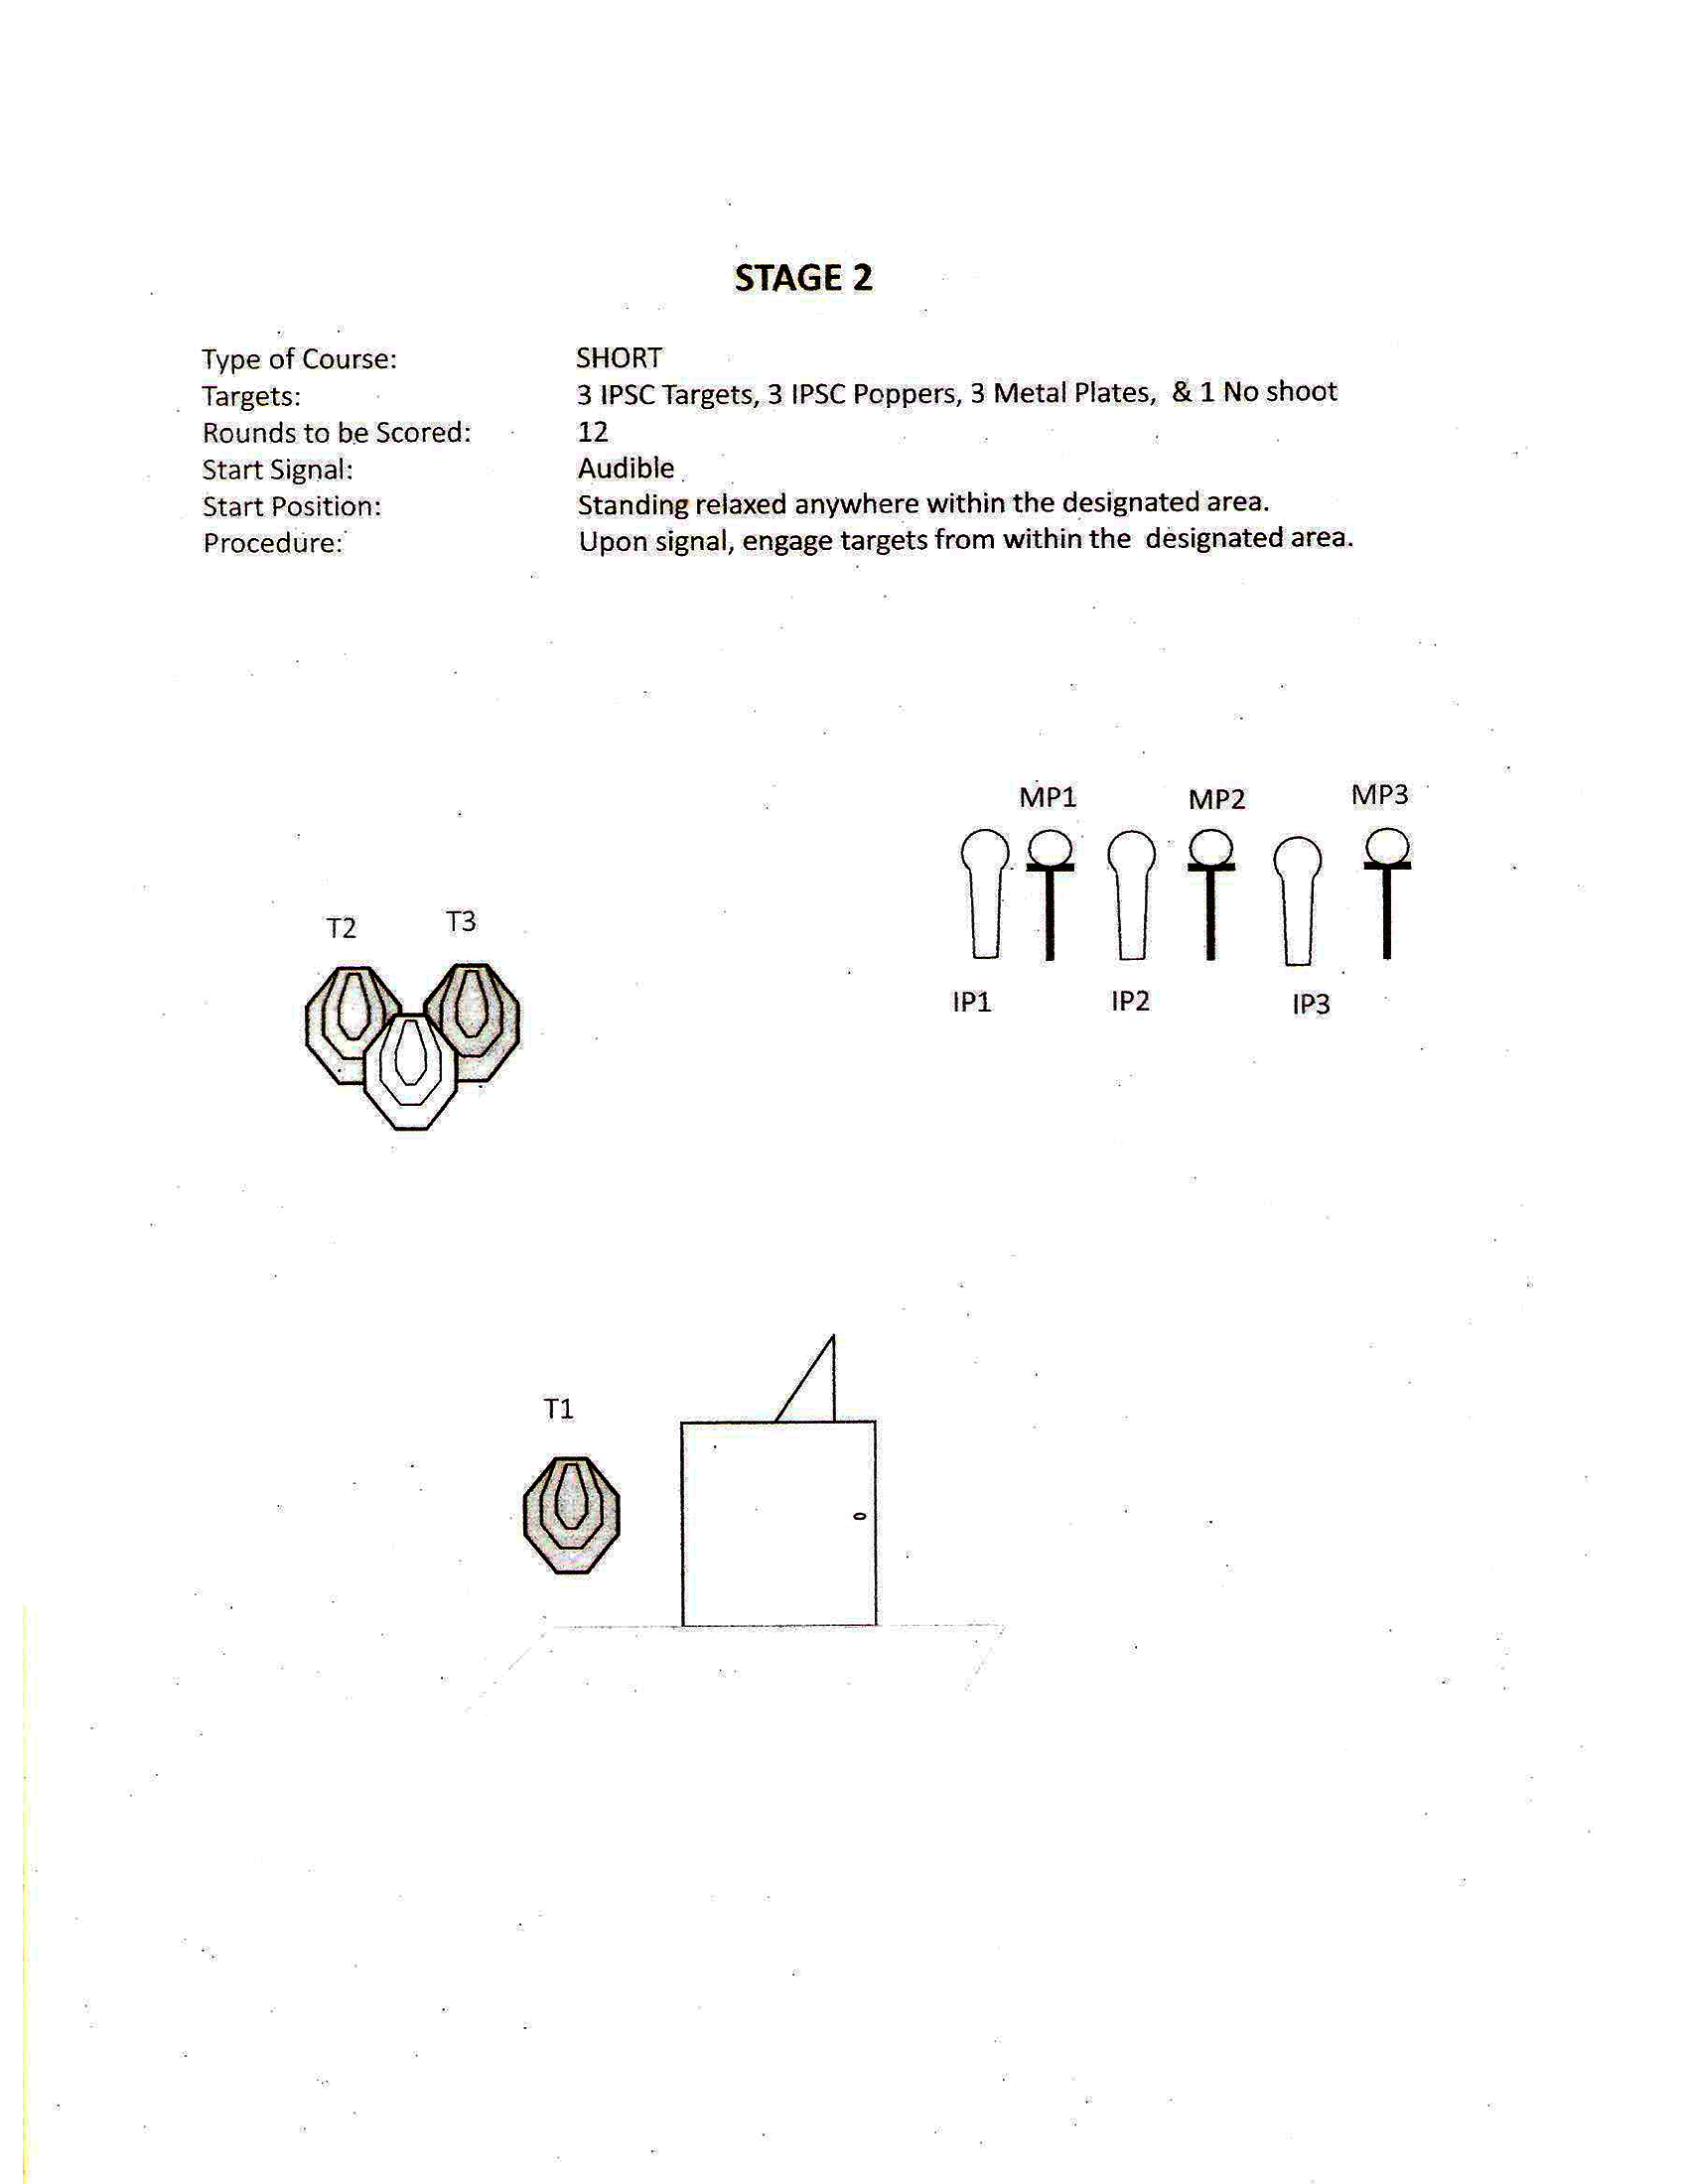 STAGE 2
Type of Course: SHORT
Targets: 3 IPSC Targets, 3 IPSC Poppers, 3 Metal Plates, & 1 No shoot
Rounds to be Scored: 12
Start Signal: Audible
Start Position: Standing relaxed anywhere within the designated area.
Procedure: Upon signal, engage targets from within the designated area.
MP1 MP2 MP3
T2 T3
IP1 IP2 IP3
T1